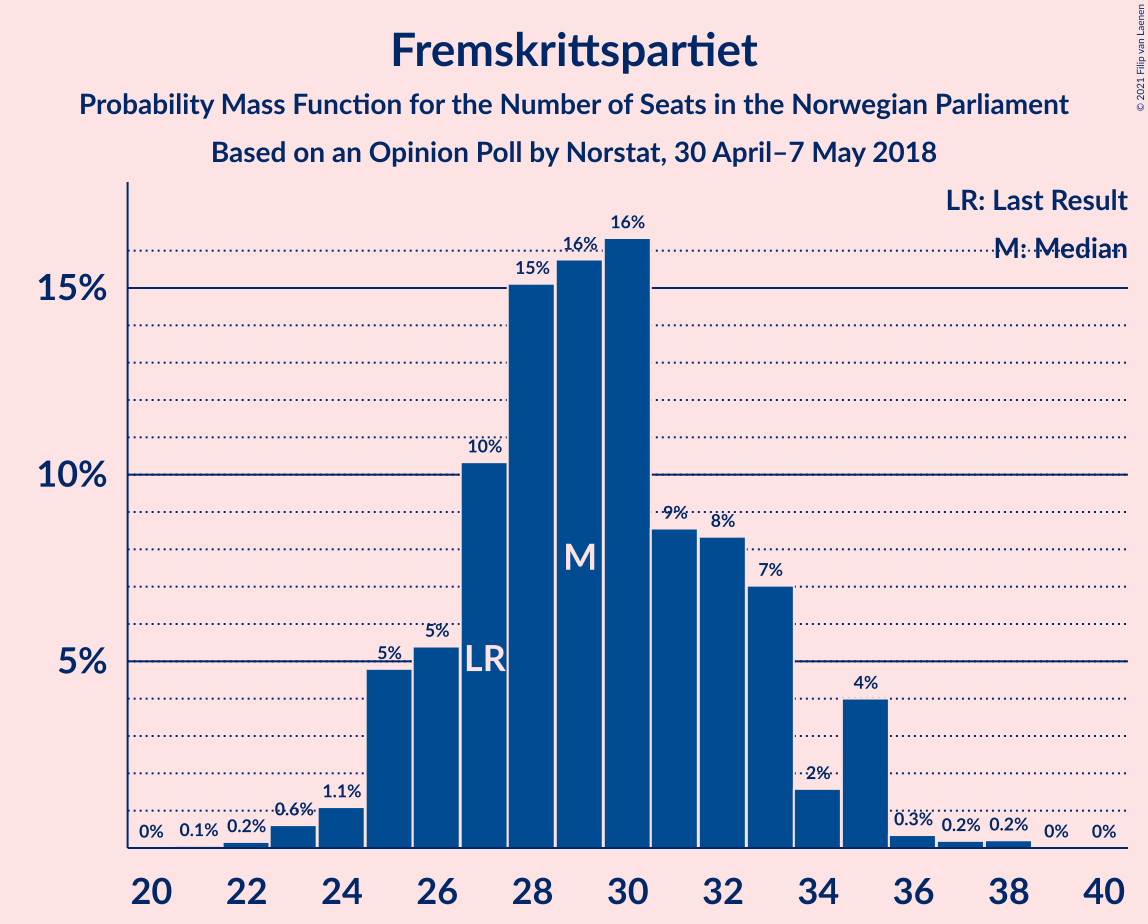 Fremskrittspartiet
Probability Mass Function for the Number of Seats in the Norwegian Parliament
Based on an Opinion Poll by Norstat, 30 April–7 May 2018
© 2021 Filip van Laenen
LR: Last Result
M: Median
15%
10%
5%
0% 0.1% 0.2% 0.6% 1.1% 5% 5% 10% 15% 16% 16% 9% 8% 7% 2% 4% 0.3% 0.2% 0.2% 0% 0%
LR
M
20 22 24 26 28 30 32 34 36 38 40